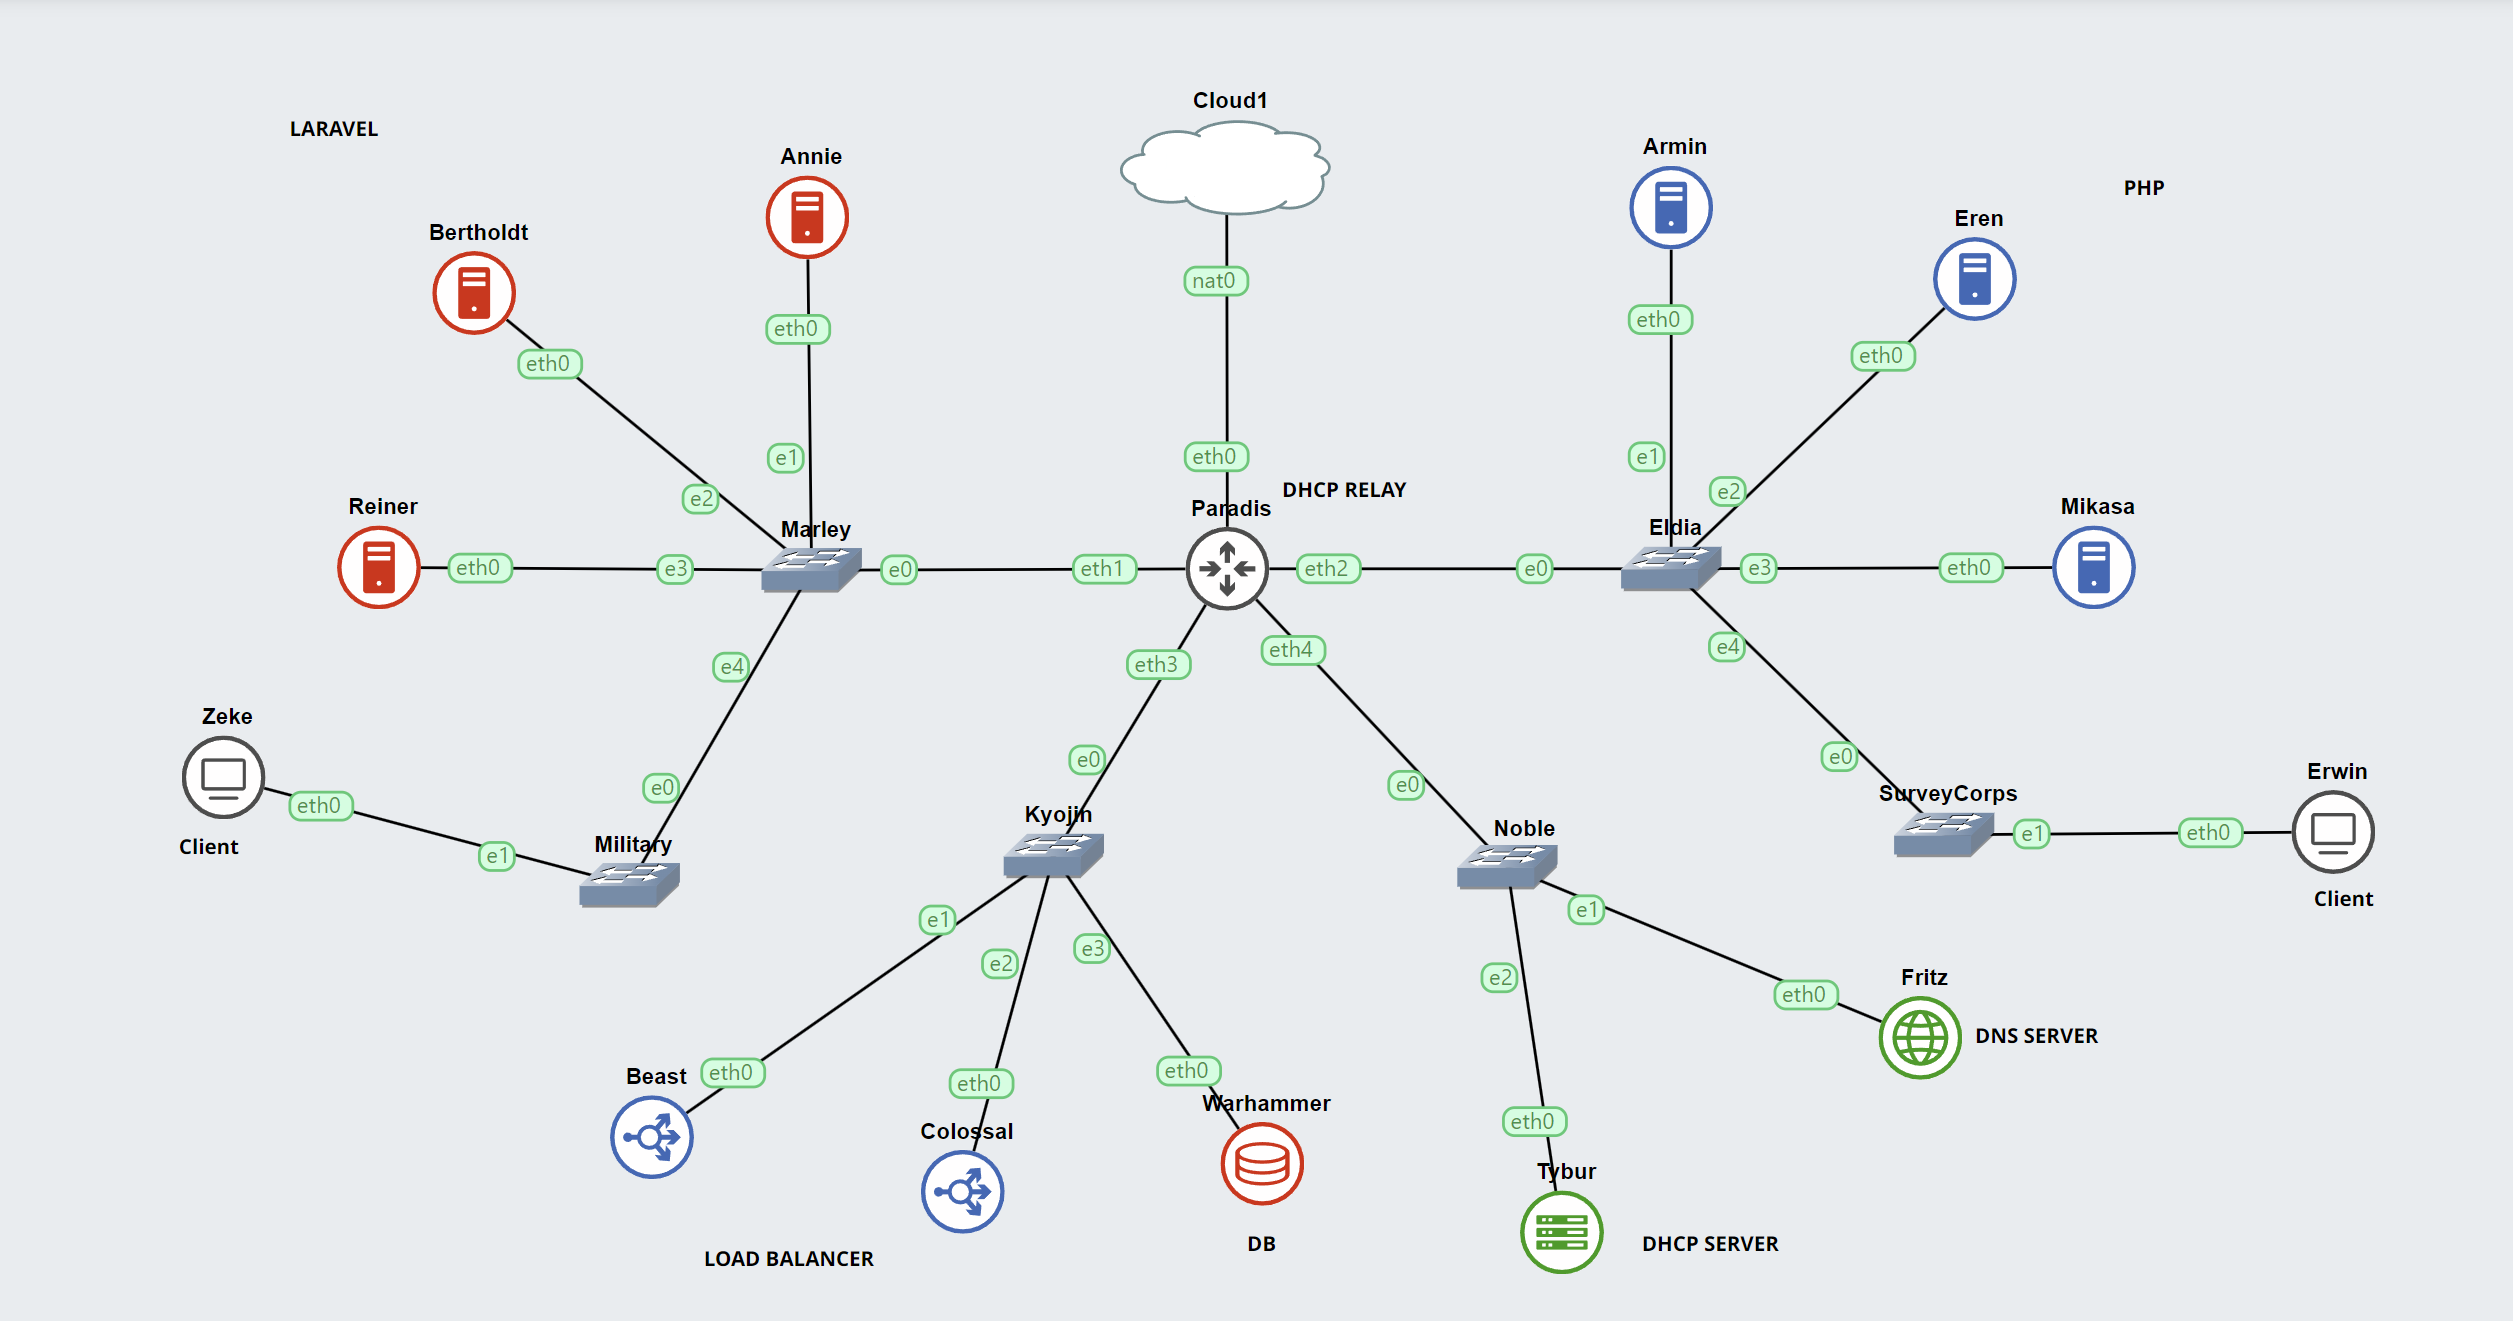 Cloud1
LARAVEL
Armin
Annie
PHP
Eren
Bertholdt
nat0
eth0
eth0
eth0
eth0
eth0
e1
e1
e2
e2
DHCP RELAY
Reiner
Paradis
Mikasa
Marley
Eldia
eth0
e3
e0
eth1
eth2
e0
e3
eth0
e4
eth3
eth4
e4
Zeke
e0
e0
e0
e0
Erwin
eth0
SurveyCorps
Client
Military
e1
Kyojin
Noble
e1
eth0
Client
e1
e2
e3
e1
e2
Fritz
eth0
DNS SERVER
Beast
eth0
eth0
eth0
Warhammer
eth0
Colossal
Tybur
LOAD BALANCER
DB
DHCP SERVER